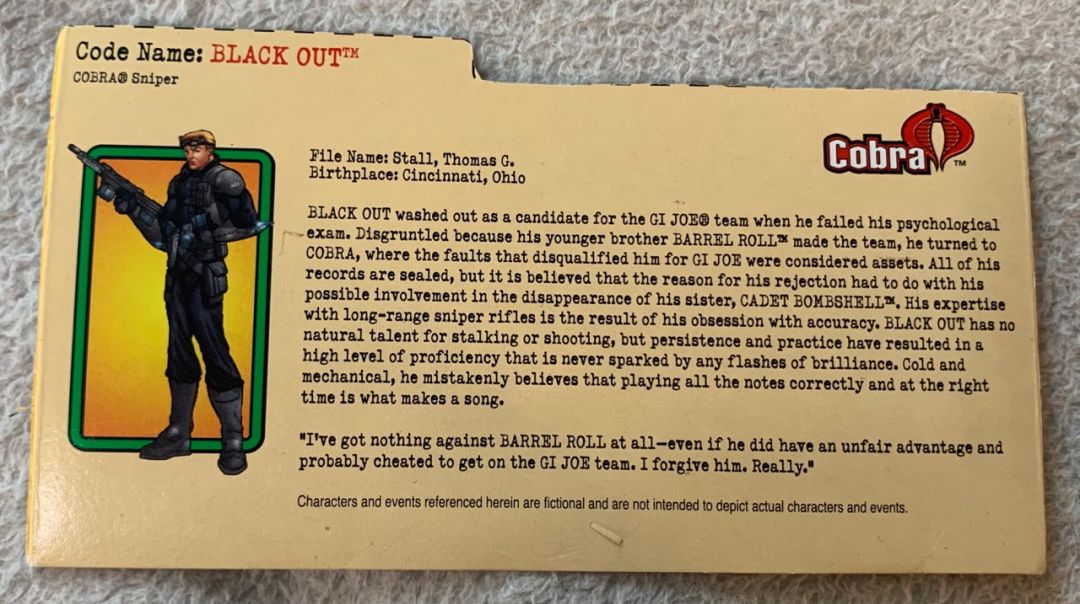 Code Name: BLACK OUT™
COBRA® Sniper
Cobra™
File Name: Stall, Thomas G.
Birthplace: Cincinnati, Ohio
BLACK OUT washed out as a candidate for the GI JOE® team when he failed his psychological
exam. Disgruntled because his younger brother BARREL ROLL™ made the team, he turned to
COBRA, where the faults that disqualified him for GI JOE were considered assets. All of his
records are sealed, but it is believed that the reason for his rejection had to do with his
possible involvement in the disappearance of his sister, CADET BOMBSHELL™. His expertise
with long-range sniper rifles is the result of his obsession with accuracy. BLACK OUT has no
natural talent for stalking or shooting, but persistence and practice have resulted in a
high level of proficiency that is never sparked by any flashes of brilliance. Cold and
mechanical, he mistakenly believes that playing all the notes correctly and at the right
time is what makes a song.
"I've got nothing against BARREL ROLL at all—even if he did have an unfair advantage and
probably cheated to get on the GI JOE team. I forgive him. Really."
Characters and events referenced herein are fictional and are not intended to depict actual characters and events.